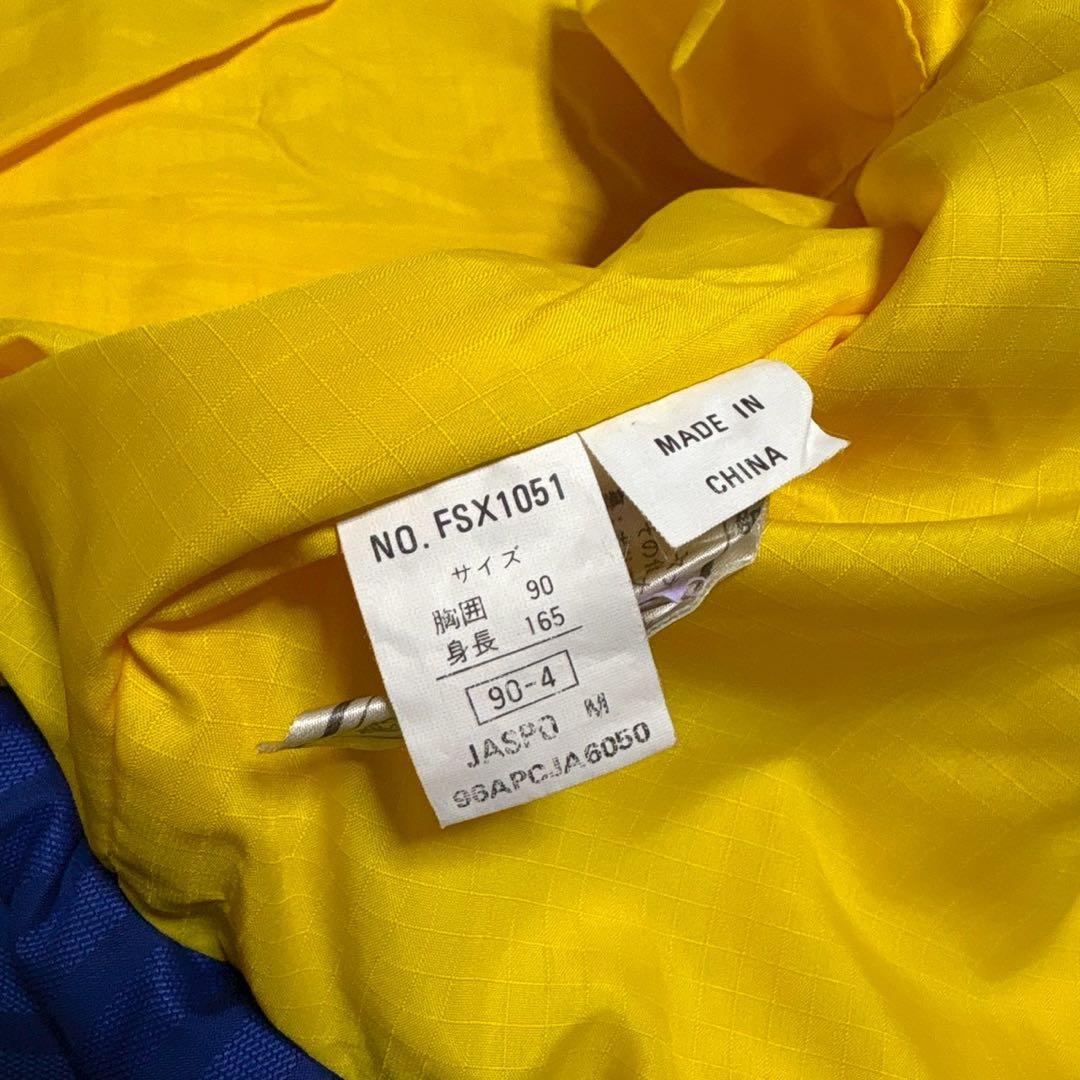 NO. FSX1051
サイズ
胸囲 90
身長 165
90-4
JASPO M
96APCJA6050
MADE IN
CHINA